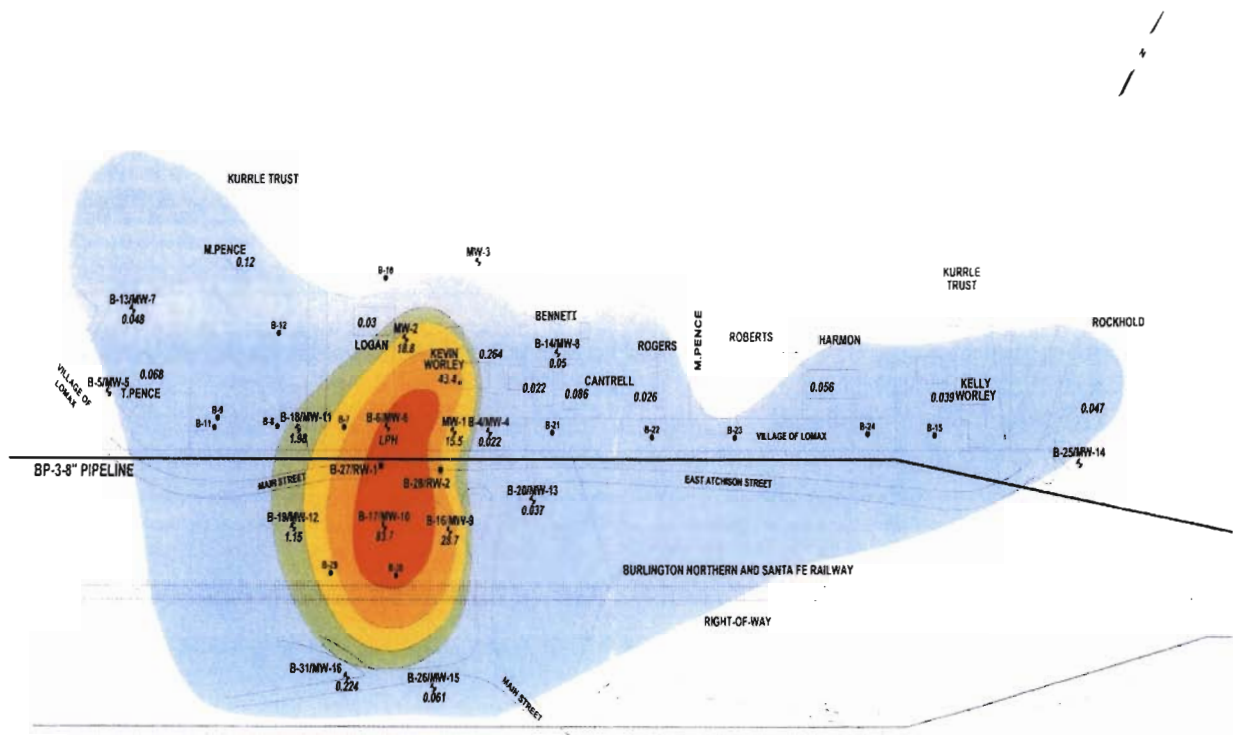 N
KURRLE TRUST
M.PENCE
0.12
MW-3
B-10
KURRLE
TRUST
B-13/MW-7
0.048
B-12
0.03
LOGAN
MW-2
18.8
BENNETT
B-14/MW-8
0.05
ROGERS
M.PENCE
ROBERTS
HARMON
ROCKHOLD
KEVIN
WORLEY
43.4
0.264
0.022
CANTRELL
0.086
0.026
0.056
KELLY
WORLEY
0.039
0.047
VILLAGE OF
LOMAX
B-5/MW-5
0.068
T.PENCE
B-9
B-11
B-8
B-18/MW-11
1.98
B-7
B-6/MW-6
LPH
MW-1
15.5
B-4/MW-4
0.022
B-21
B-22
B-23
VILLAGE OF LOMAX
B-24
B-15
B-25/MW-14
BP-3-8" PIPELINE
MAIN STREET
B-27/RW-1
B-28/RW-2
EAST ATCHISON STREET
B-20/MW-13
0.037
B-19/MW-12
1.15
B-17/MW-10
B-16/MW-9
B-29
BURLINGTON NORTHERN AND SANTA FE RAILWAY
RIGHT-OF-WAY
B-31/MW-16
0.224
B-26/MW-15
0.061
MAIN STREET